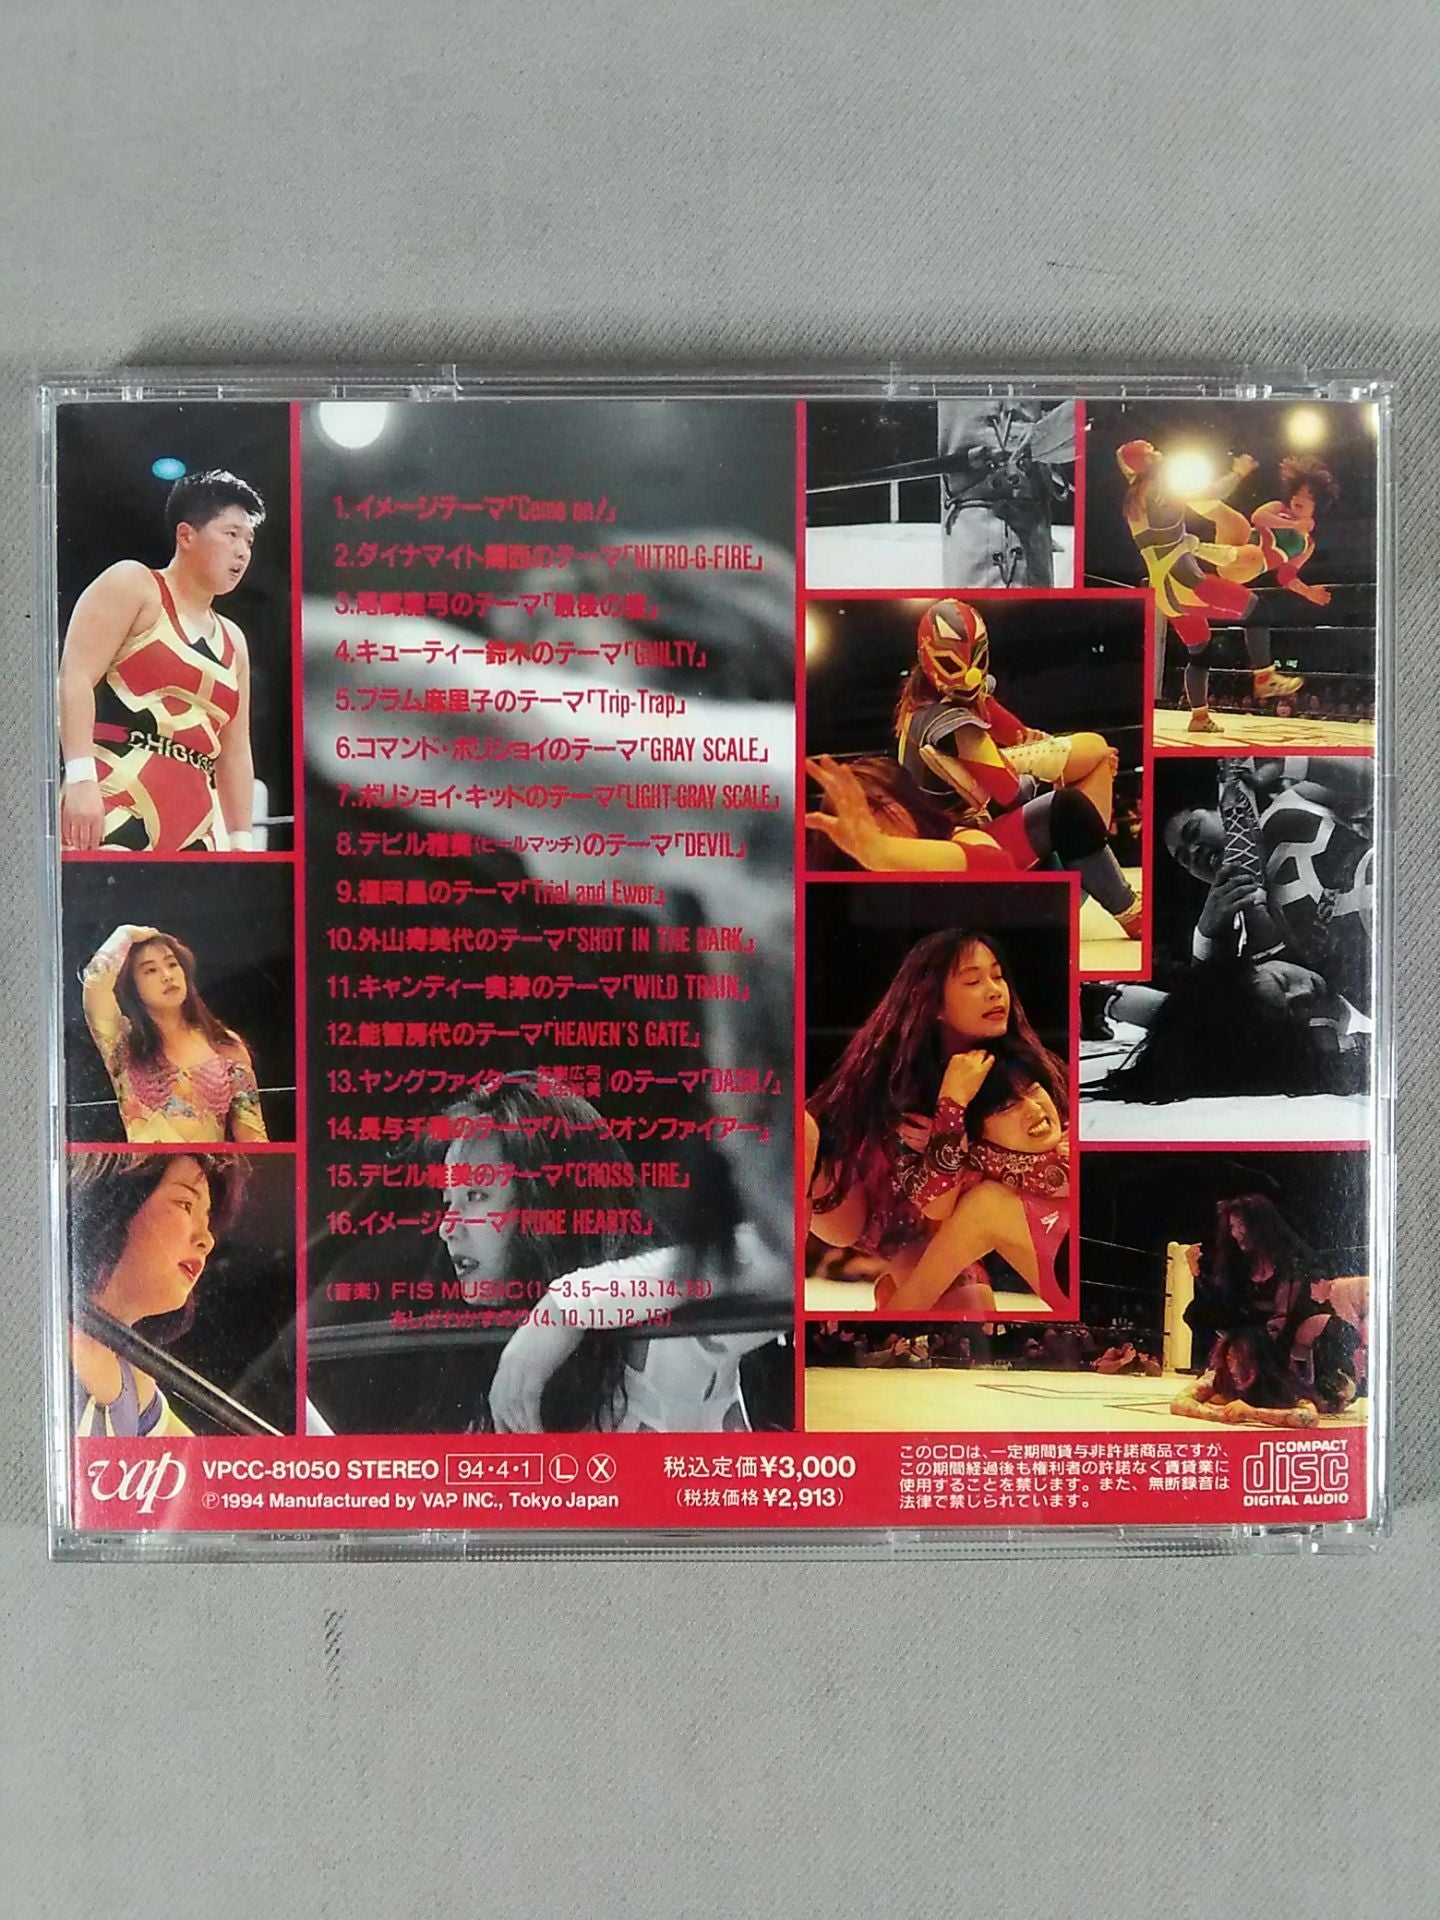 1.イメージテーマ「Come on!」
2.ダイナマイト関西のテーマ「NITRO-G-FIRE」
3.尾崎魔弓のテーマ「最後の
4.キューティー鈴木のテーマ「GUILTY」
5.プラム麻里子のテーマ「Trip-Trap」
6.コマンド・ボリショイのテーマ「GRAY SCALE」
7.ボリショイ・キッドのテーマ「LIGHT-GRAY SCALE」
8.デビル雅美(ヒールマッチ)のテーマ「DEVIL」
9.福岡晶のテーマ「Trial and Ewor」
10.外山寿美代のテーマ「SHOT IN THE DARK」
11.キャンディー奥津のテーマ「WILD TRAIN」
12.能智房代のテーマ「HEAVEN'S GATE」
13.ヤングファイターのテーマ「DASH!」
14.長与千種のテーマ「ハーツオンファイアー」
15.デビル雅美のテーマ「CROSS FIRE」
16.イメージテーマ「PURE HEARTS」
(音楽) FIS MUSIC(1〜3、5〜9、13、14、16)
あしざわかずのり(4、10、11、12、15)
CHIGUSA
vap
VPCC-81050 STEREO 94・4・1 L X
℗1994 Manufactured by VAP INC., Tokyo Japan
税込定価¥3,000
(税抜価格 ¥2,913)
このCDは、一定期間貸与非許諾商品ですが、
この期間経過後も権利者の許諾なく賃貸業に
使用することを禁じます。また、無断録音は
法律で禁じられています。
COMPACT
disc
DIGITAL AUDIO